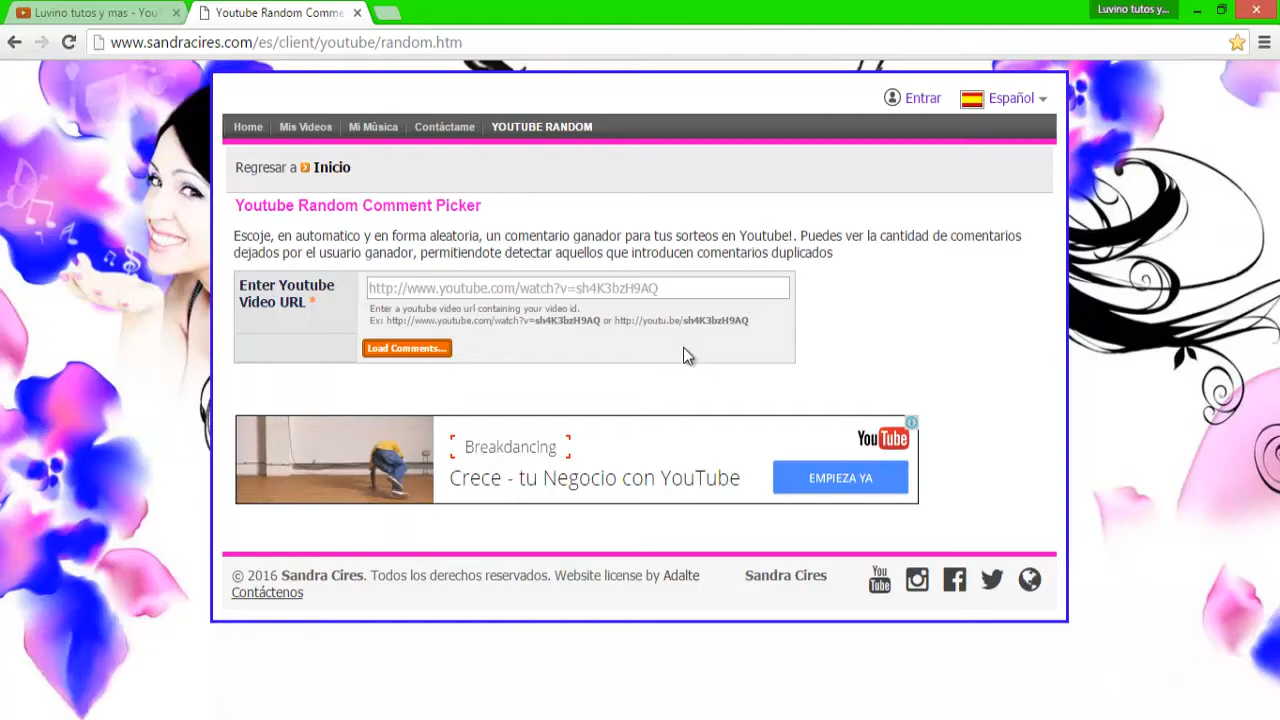 Luvino tutos y mas - You
Youtube Random Comme
Luvino tutos y...
www.sandracires.com/es/client/youtube/random.htm
Entrar
Español
Home
Mis Videos
Mi Música
Contáctame
YOUTUBE RANDOM
Regresar a Inicio
Youtube Random Comment Picker
Escoje, en automatico y en forma aleatoria, un comentario ganador para tus sorteos en Youtube!. Puedes ver la cantidad de comentarios
dejados por el usuario ganador, permitiendote detectar aquellos que introducen comentarios duplicados
Enter Youtube
Video URL *
http://www.youtube.com/watch?v=sh4K3bzH9AQ
Enter a youtube video url containing your video id.
Ex: http://www.youtube.com/watch?v=sh4K3bzH9AQ or http://youtu.be/sh4K3bzH9AQ
Load Comments...
Breakdancing
Crece - tu Negocio con YouTube
YouTube
EMPIEZA YA
© 2016 Sandra Cires. Todos los derechos reservados. Website license by Adalte
Contáctenos
Sandra Cires
You
Tube